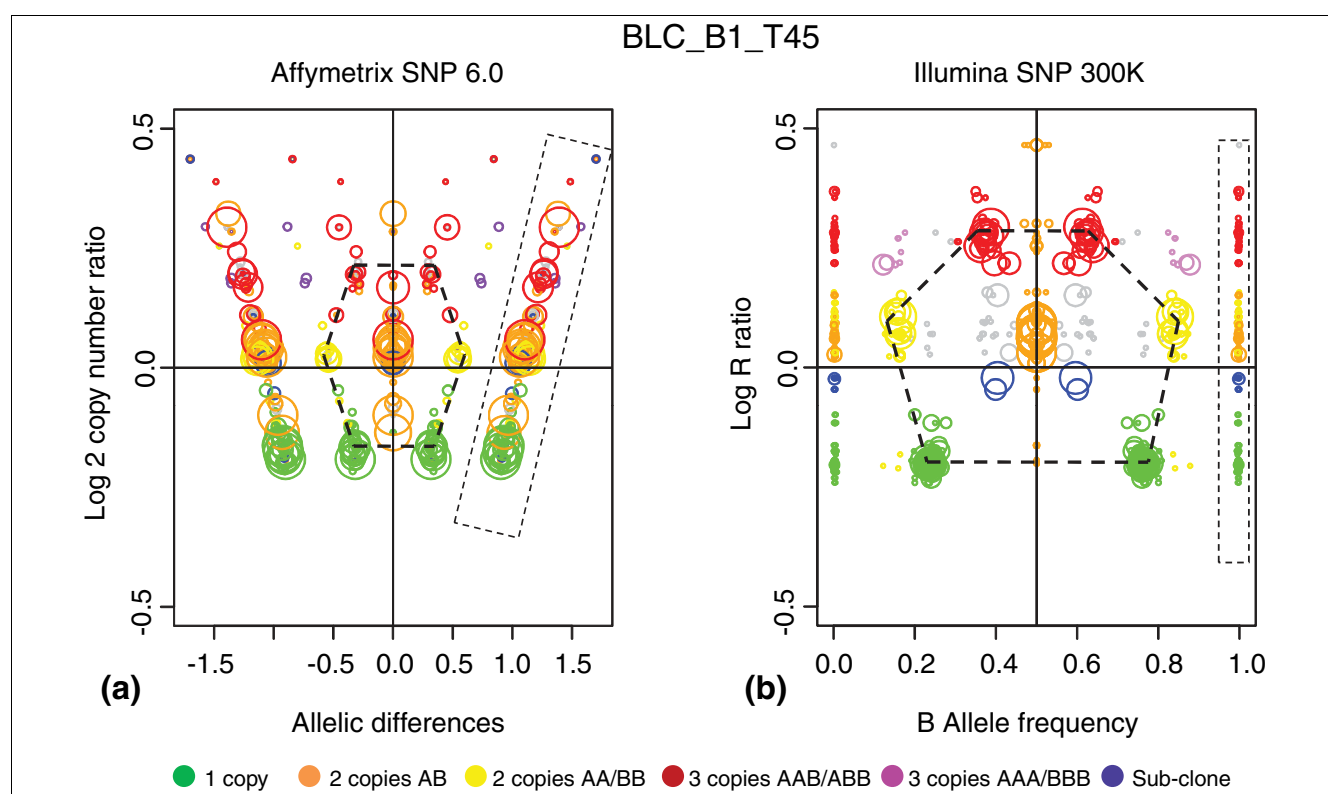 BLC_B1_T45
Affymetrix SNP 6.0
Illumina SNP 300K
Log 2 copy number ratio
0.5
0.0
-0.5
-1.5 -0.5 0.0 0.5 1.0 1.5
(a)
Allelic differences
Log R ratio
0.5
0.0
-0.5
0.0 0.2 0.4 0.6 0.8 1.0
(b)
B Allele frequency
1 copy 2 copies AB 2 copies AA/BB 3 copies AAB/ABB 3 copies AAA/BBB Sub-clone